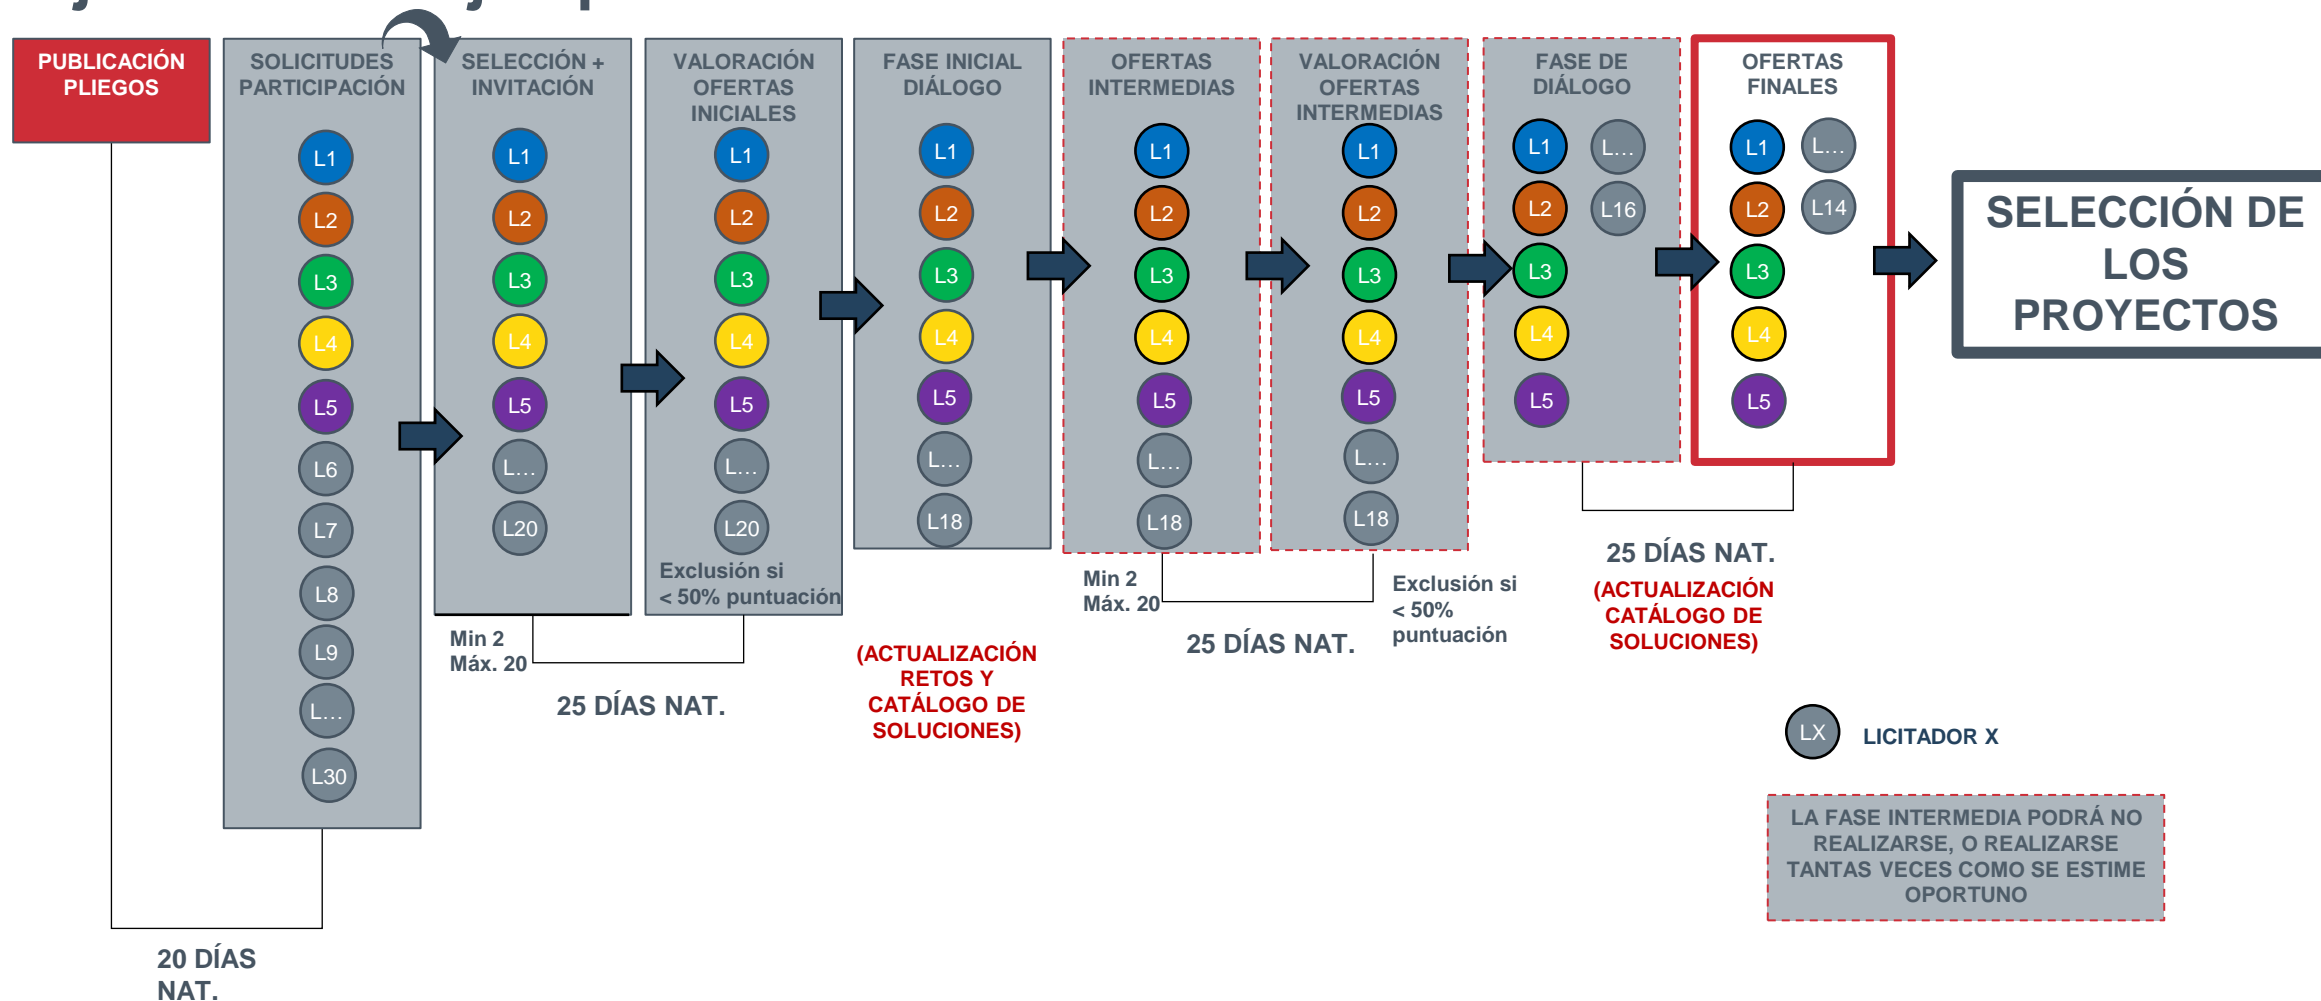 PUBLICACIÓN
PLIEGOS
SOLICITUDES
PARTICIPACIÓN
L1
L2
L3
L4
L5
L6
L7
L8
L9
L...
L30
20 DÍAS
NAT.
SELECCIÓN +
INVITACIÓN
L1
L2
L3
L4
L5
L...
L20
Min 2
Máx. 20
25 DÍAS NAT.
VALORACIÓN
OFERTAS
INICIALES
L1
L2
L3
L4
L5
L...
L20
Exclusión si
< 50% puntuación
FASE INICIAL
DIÁLOGO
L1
L2
L3
L4
L5
L...
L18
(ACTUALIZACIÓN
RETOS Y
CATÁLOGO DE
SOLUCIONES)
OFERTAS
INTERMEDIAS
L1
L2
L3
L4
L5
L...
L18
Min 2
Máx. 20
25 DÍAS NAT.
VALORACIÓN
OFERTAS
INTERMEDIAS
L1
L2
L3
L4
L5
L...
L18
Exclusión si
< 50%
puntuación
FASE DE
DIÁLOGO
L1
L2
L3
L4
L5
L...
L16
25 DÍAS NAT.
(ACTUALIZACIÓN
CATÁLOGO DE
SOLUCIONES)
OFERTAS
FINALES
L1
L2
L3
L4
L5
L...
L14
SELECCIÓN DE
LOS
PROYECTOS
LX
LICITADOR X
LA FASE INTERMEDIA PODRÁ NO
REALIZARSE, O REALIZARSE
TANTAS VECES COMO SE ESTIME
OPORTUNO